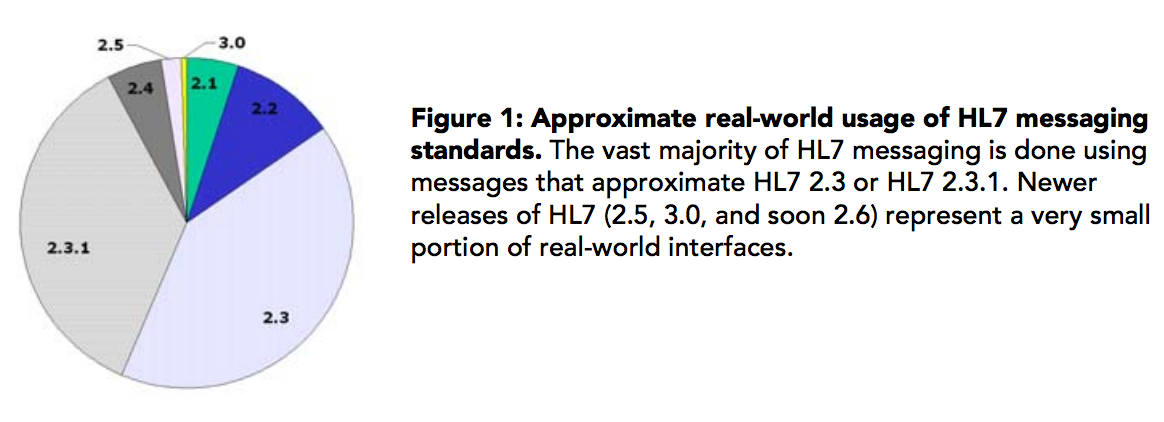 2.5
3.0
2.4
2.1
2.2
2.3.1
2.3
Figure 1: Approximate real-world usage of HL7 messaging
standards. The vast majority of HL7 messaging is done using
messages that approximate HL7 2.3 or HL7 2.3.1. Newer
releases of HL7 (2.5, 3.0, and soon 2.6) represent a very small
portion of real-world interfaces.